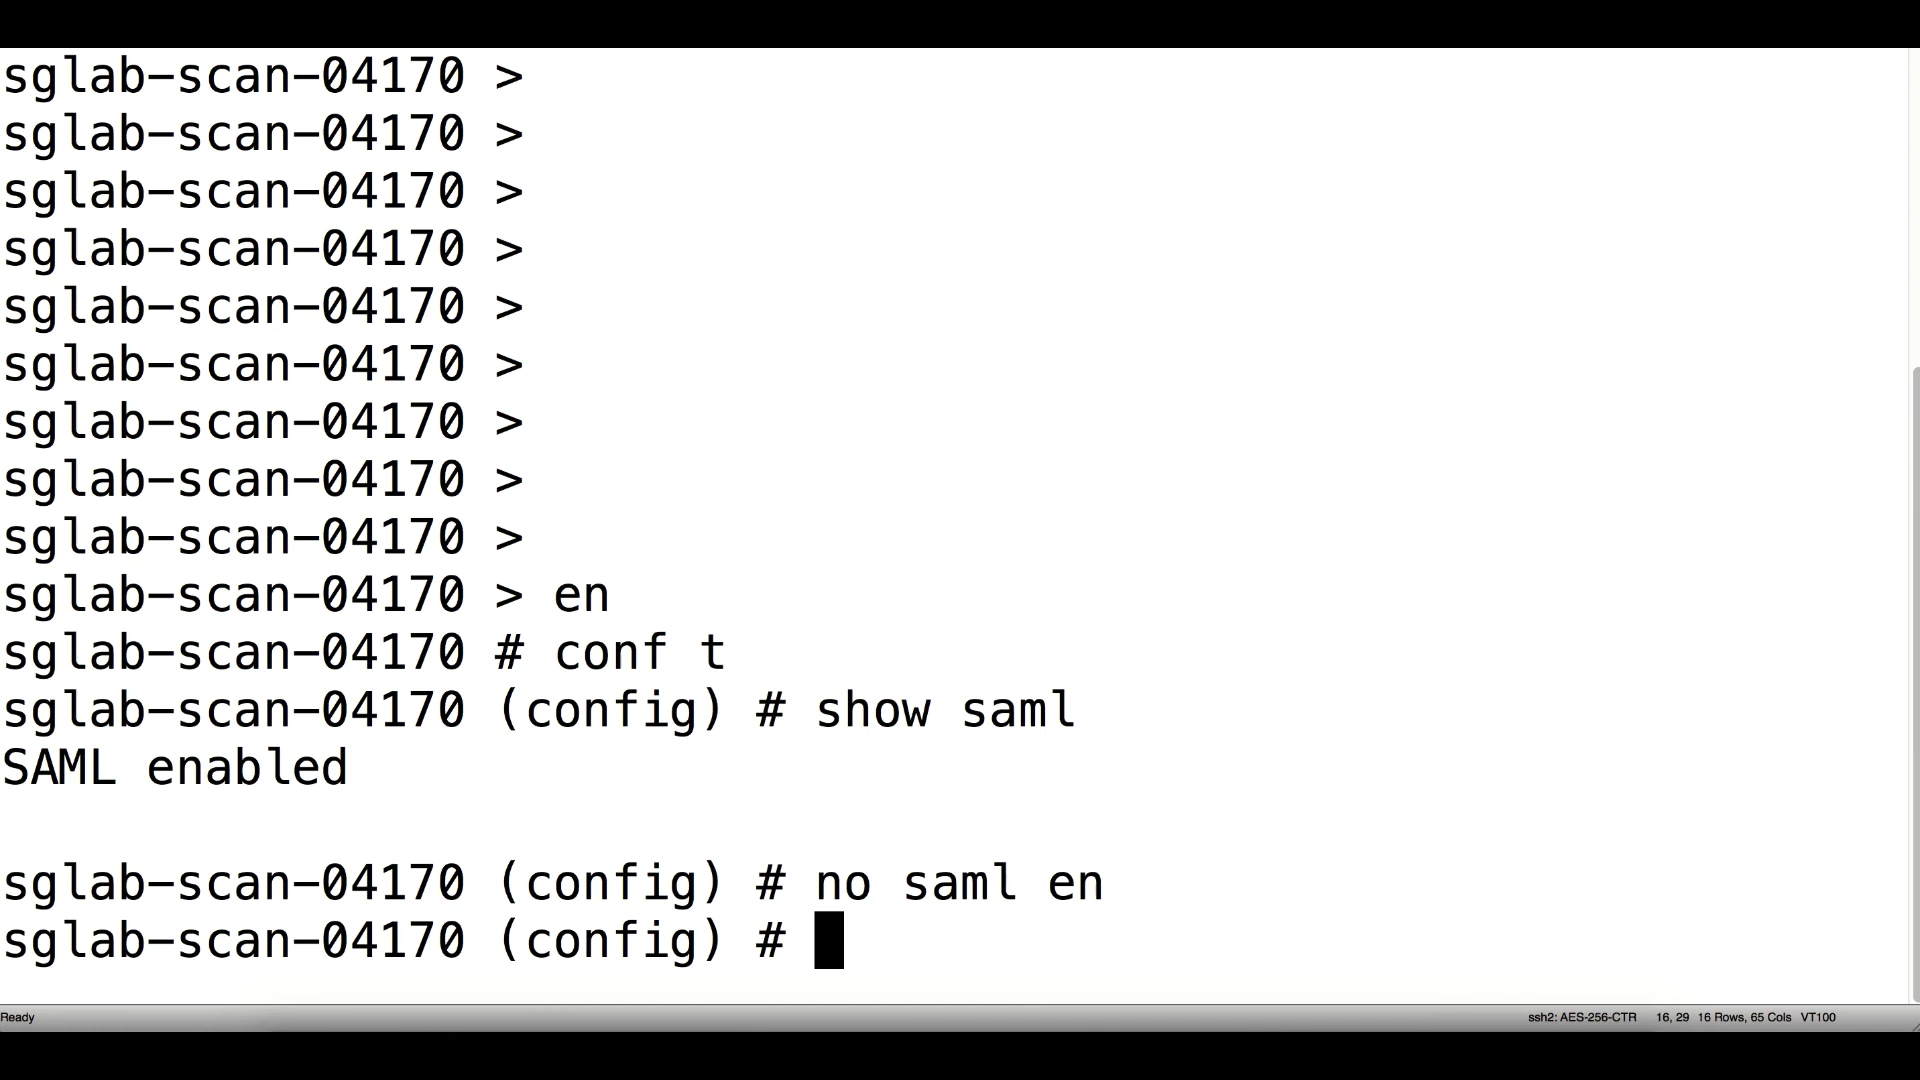 sglab-scan-04170 >
sglab-scan-04170 >
sglab-scan-04170 >
sglab-scan-04170 >
sglab-scan-04170 >
sglab-scan-04170 >
sglab-scan-04170 >
sglab-scan-04170 >
sglab-scan-04170 >
sglab-scan-04170 > en
sglab-scan-04170 # conf t
sglab-scan-04170 (config) # show saml
SAML enabled
sglab-scan-04170 (config) # no saml en
sglab-scan-04170 (config) #
Ready ssh2: AES-256-CTR 16, 29 16 Rows, 65 Cols VT100